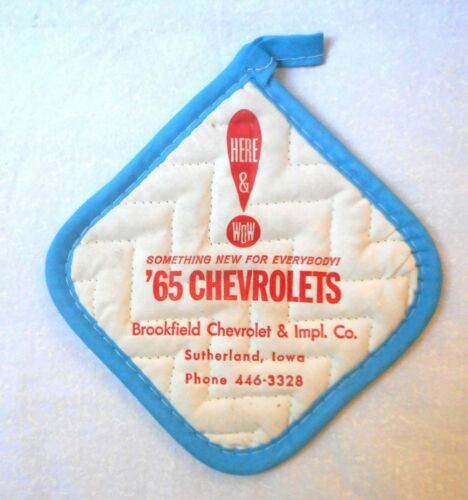 HERE
&
WOW
SOMETHING NEW FOR EVERYBODY!
'65 CHEVROLETS
Brookfield Chevrolet & Impl. Co.
Sutherland, Iowa
Phone 446-3328